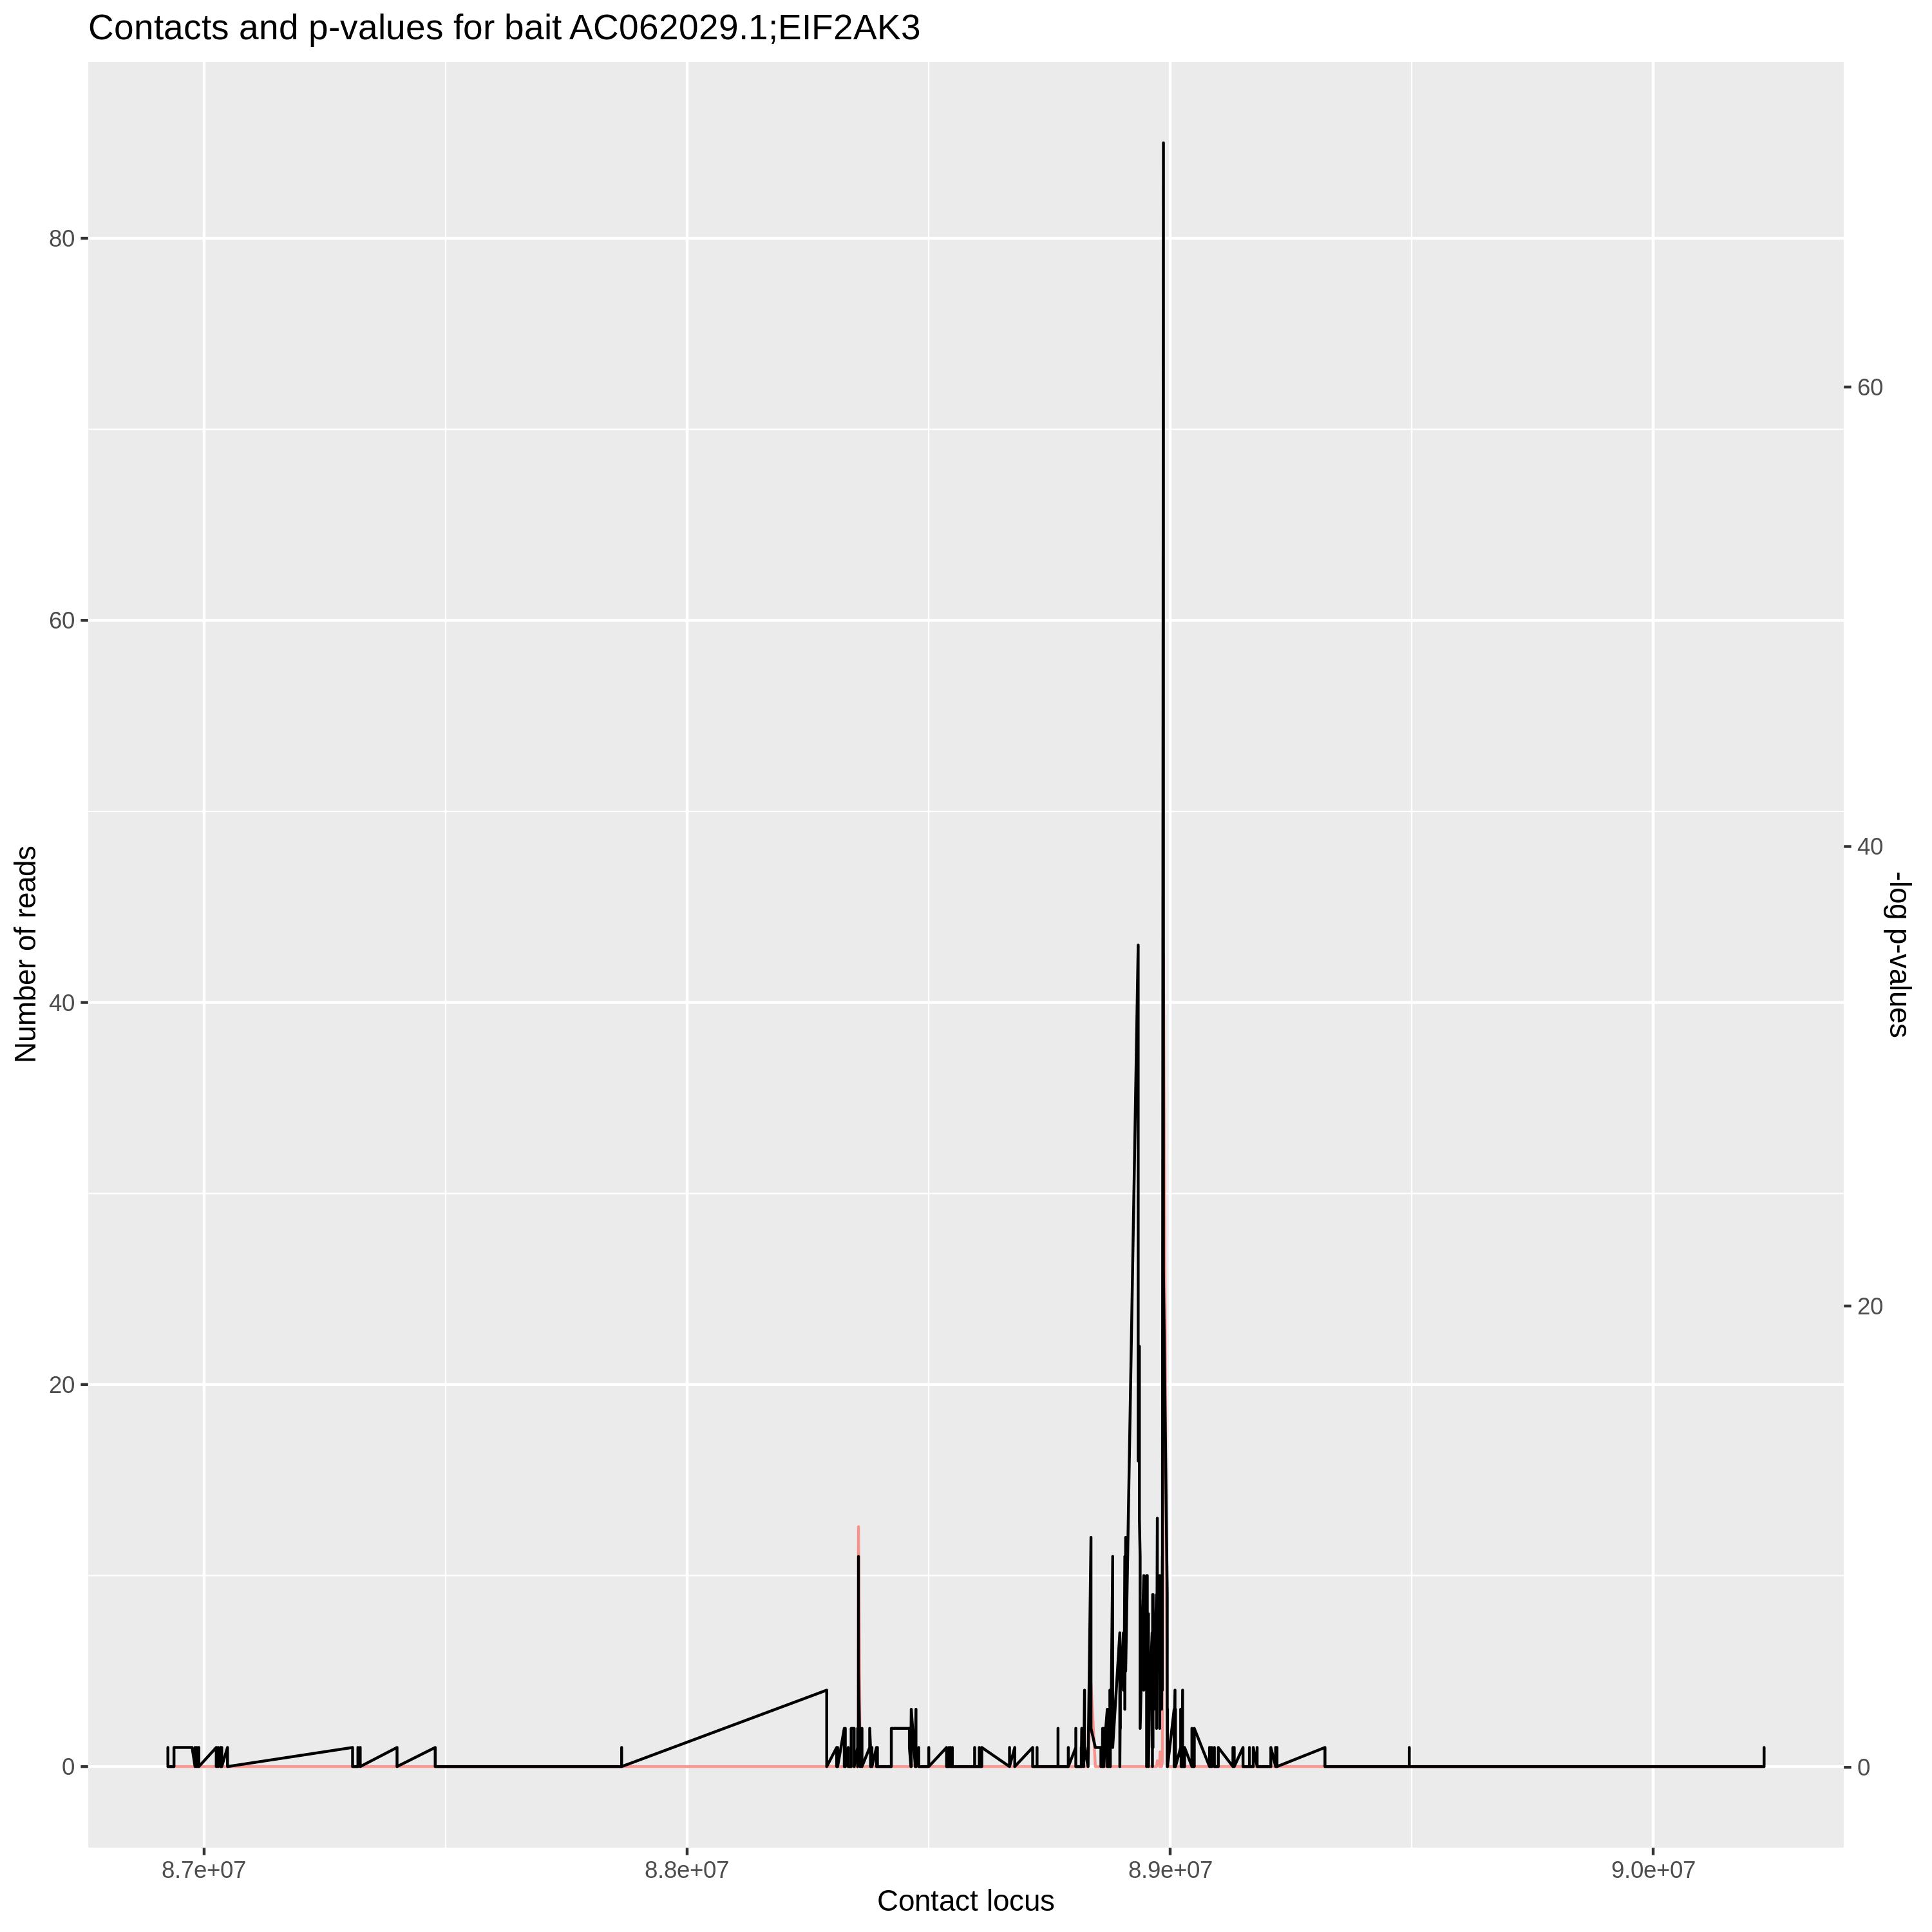 Contacts and p-values for bait AC062029.1;EIF2AK3
80
60
40
20
0
Number of reads
60
40
20
0
-log p-values
8.7e+07
8.8e+07
8.9e+07
9.0e+07
Contact locus